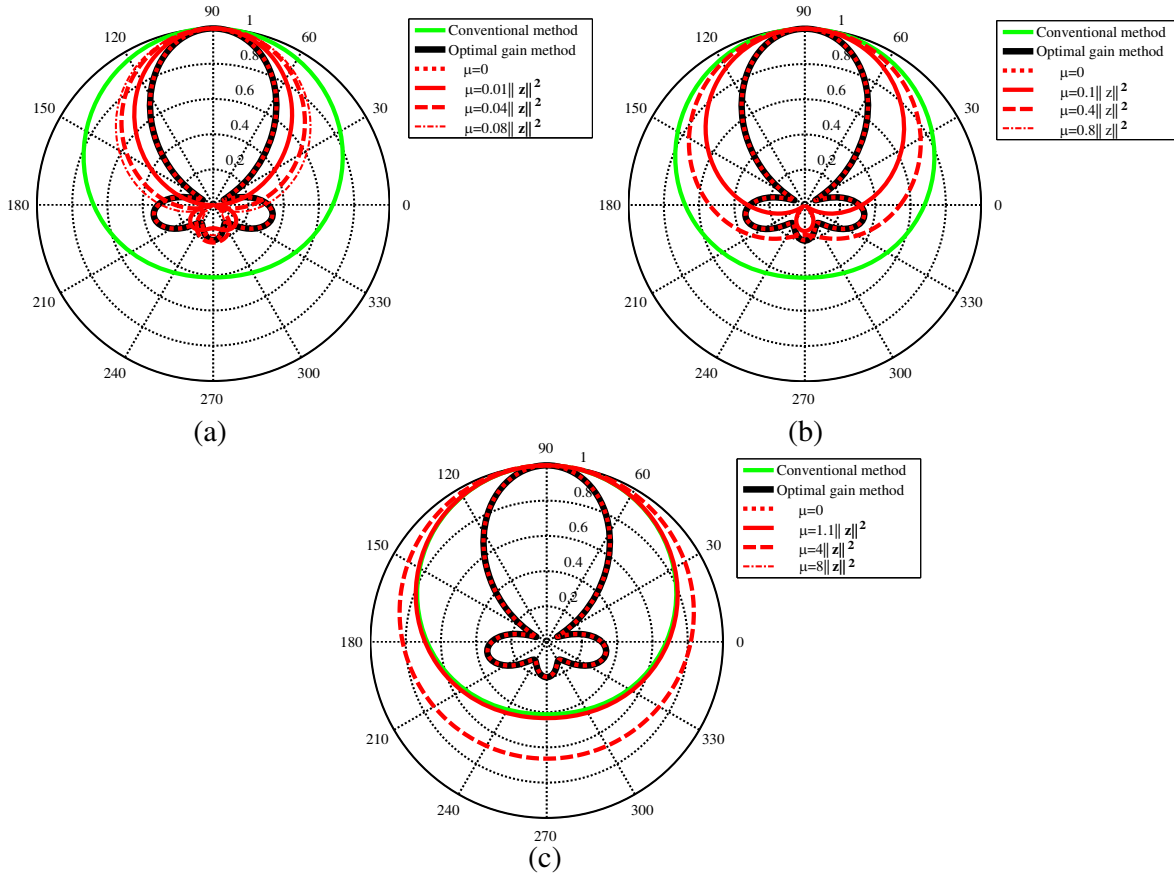 90
1
120
60
0.8
0.6
150
30
0.4
0.2
180
0
210
330
240
300
270
Conventional method
Optimal gain method
μ=0
μ=0.01|| z||²
μ=0.04|| z||²
μ=0.08|| z||²
(a)
90
1
120
60
0.8
0.6
150
30
0.4
0.2
180
0
210
330
240
300
270
Conventional method
Optimal gain method
μ=0
μ=0.1|| z||²
μ=0.4|| z||²
μ=0.8|| z||²
(b)
90
1
120
60
0.8
0.6
150
30
0.4
0.2
180
0
210
330
240
300
270
Conventional method
Optimal gain method
μ=0
μ=1.1|| z||²
μ=4|| z||²
μ=8|| z||²
(c)